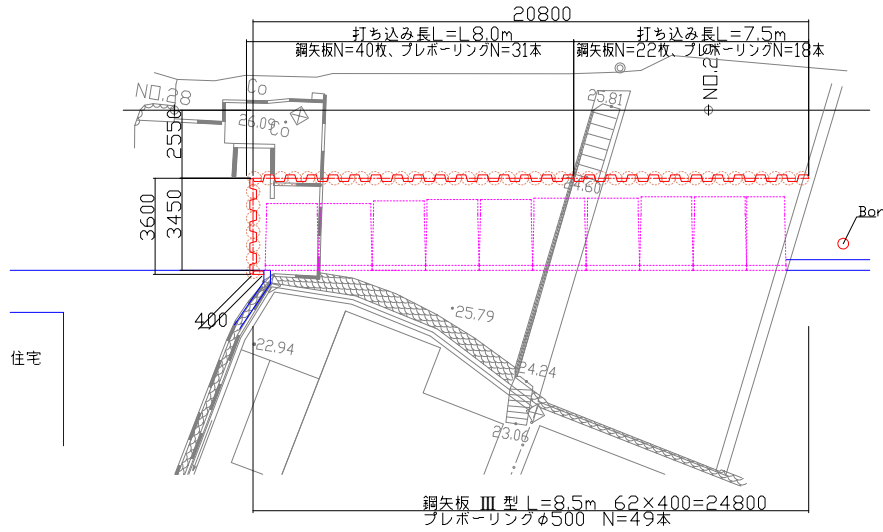 20800
打ち込み長L=L8.0m
打ち込み長L=7.5m
鋼矢板N=40枚、プレボーリングN=31本
鋼矢板N=22枚、プレボーリングN=18本
NO.28
Co
25.81
NO.29
26.09
Co
2550
24.60
3600
3450
Bor
400
25.79
22.94
住宅
24.24
23.06
鋼矢板 Ⅲ 型 L=8.5m 62×400=24800
プレボーリングφ500 N=49本